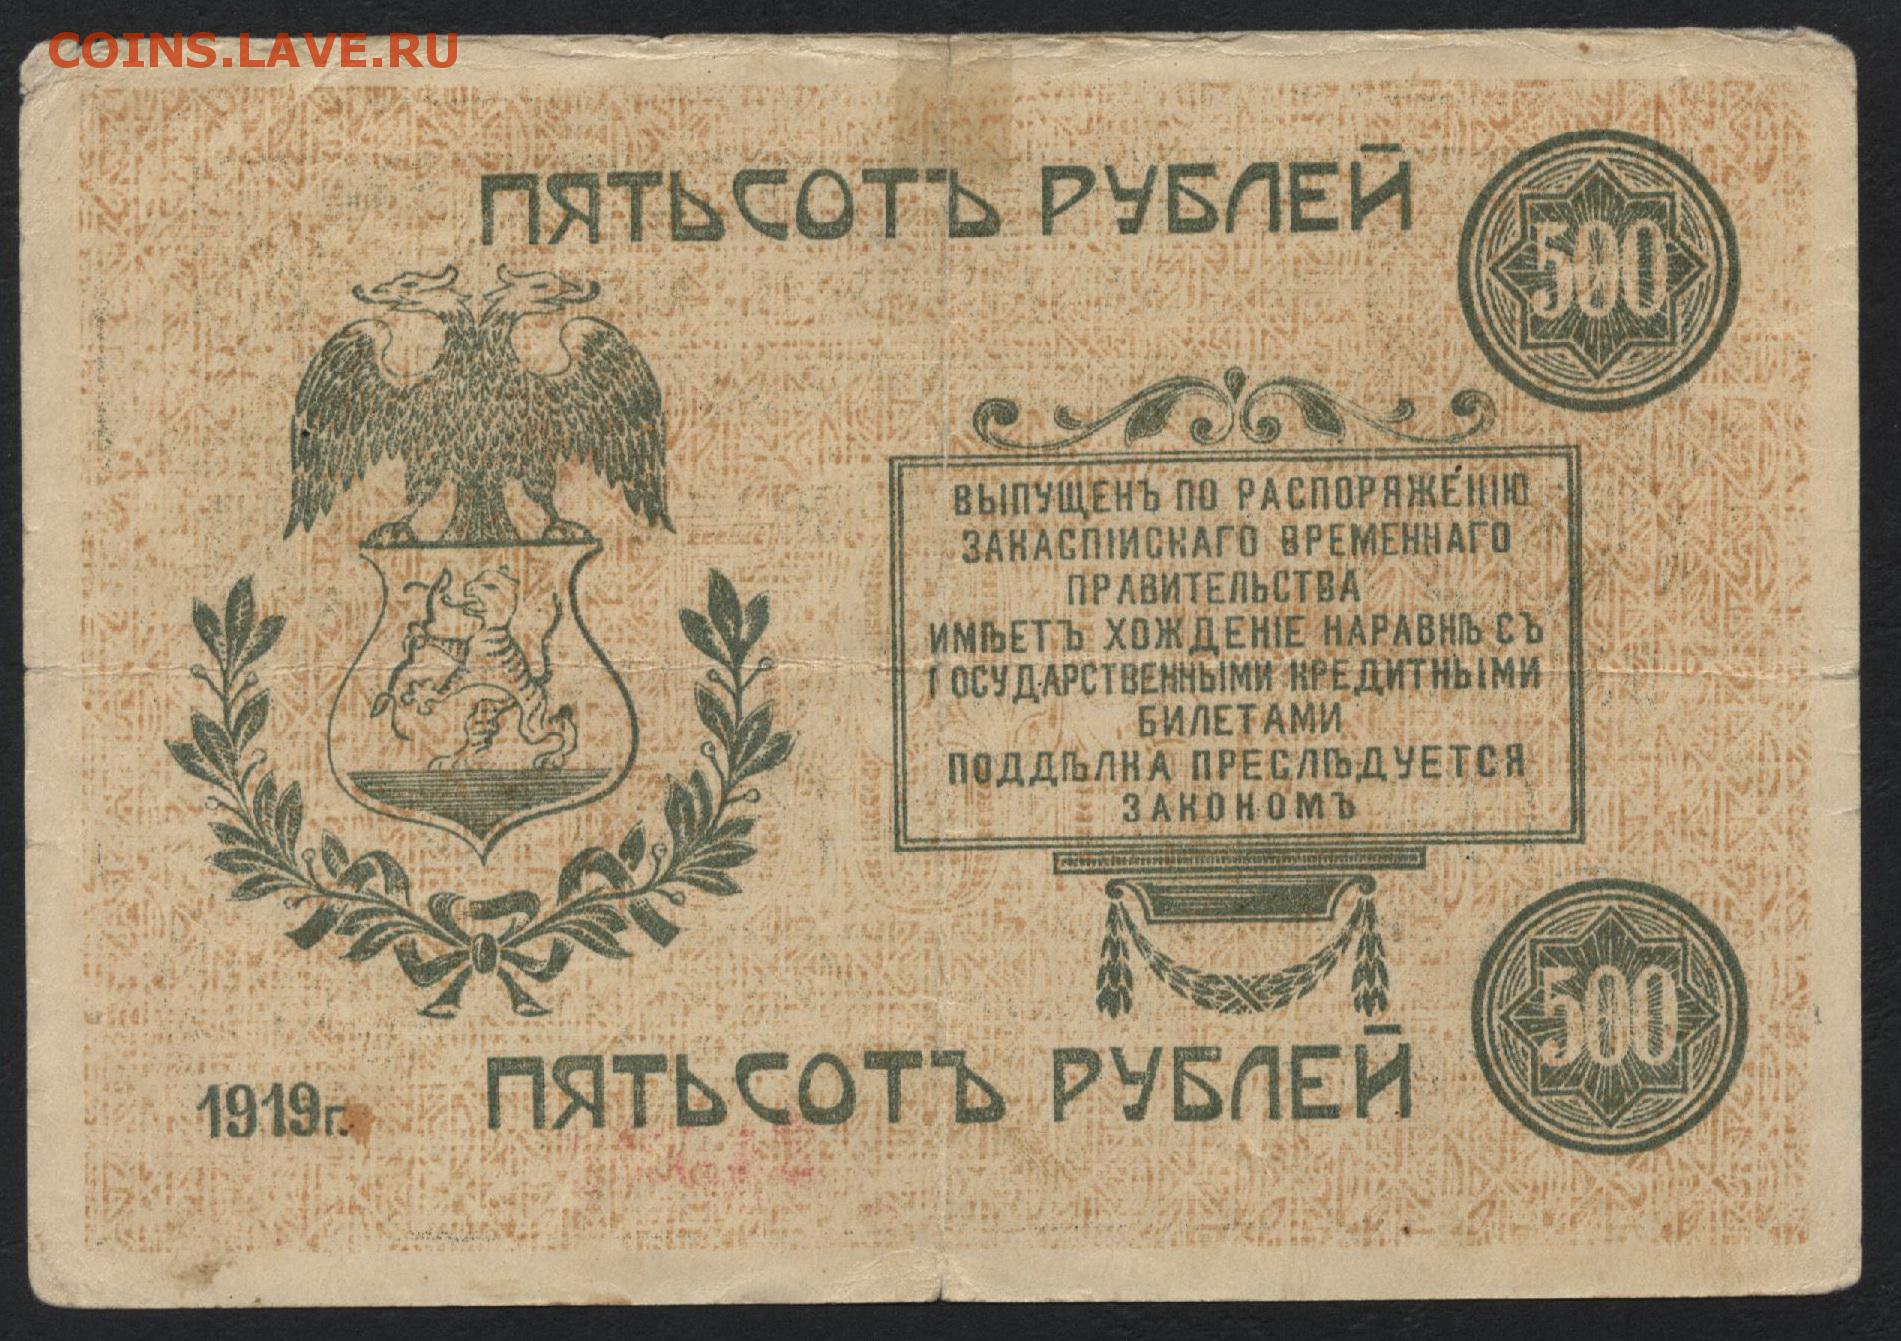 COINS.LAVE.RU
ПЯТЬСОТЪ РУБЛЕЙ
500
ВЫПУЩЕНЪ ПО РАСПОРЯЖЕНІЮ
ЗАКАСПІЙСКАГО ВРЕМЕННАГО
ПРАВИТЕЛЬСТВА
ИМѢЕТЪ ХОЖДЕНІЕ НАРАВНѢ СЪ
ГОСУДАРСТВЕННЫМИ КРЕДИТНЫМИ
БИЛЕТАМИ
ПОДДѢЛКА ПРЕСЛѢДУЕТСЯ
ЗАКОНОМЪ
500
1919г.
ПЯТЬСОТЪ РУБЛЕЙ